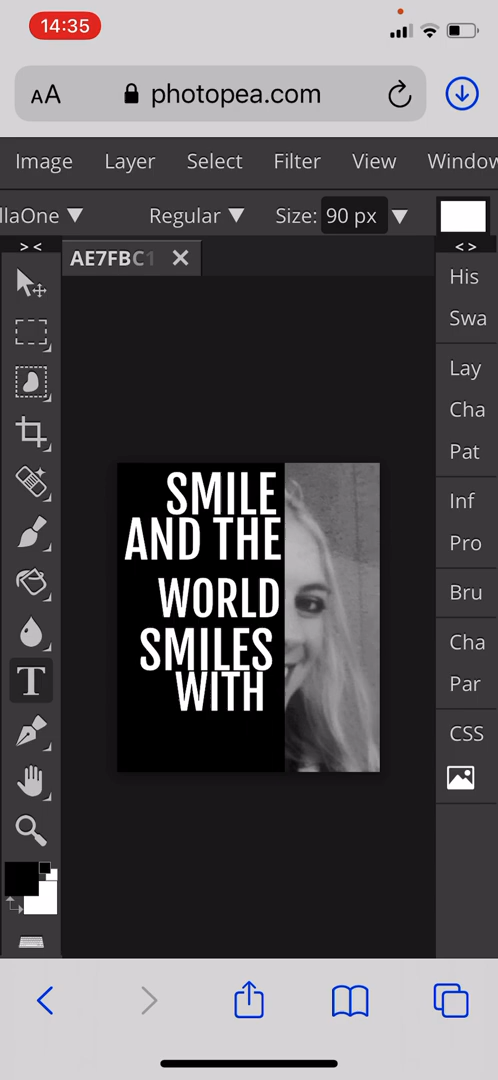 14:35
AA photopea.com
Image Layer Select Filter View Window
llaOne Regular Size: 90 px
> < AE7FBC1 < >
His
Swa
Lay
Cha
Pat
Inf
Pro
Bru
Cha
Par
CSS
SMILE
AND THE
WORLD
SMILES
WITH
T